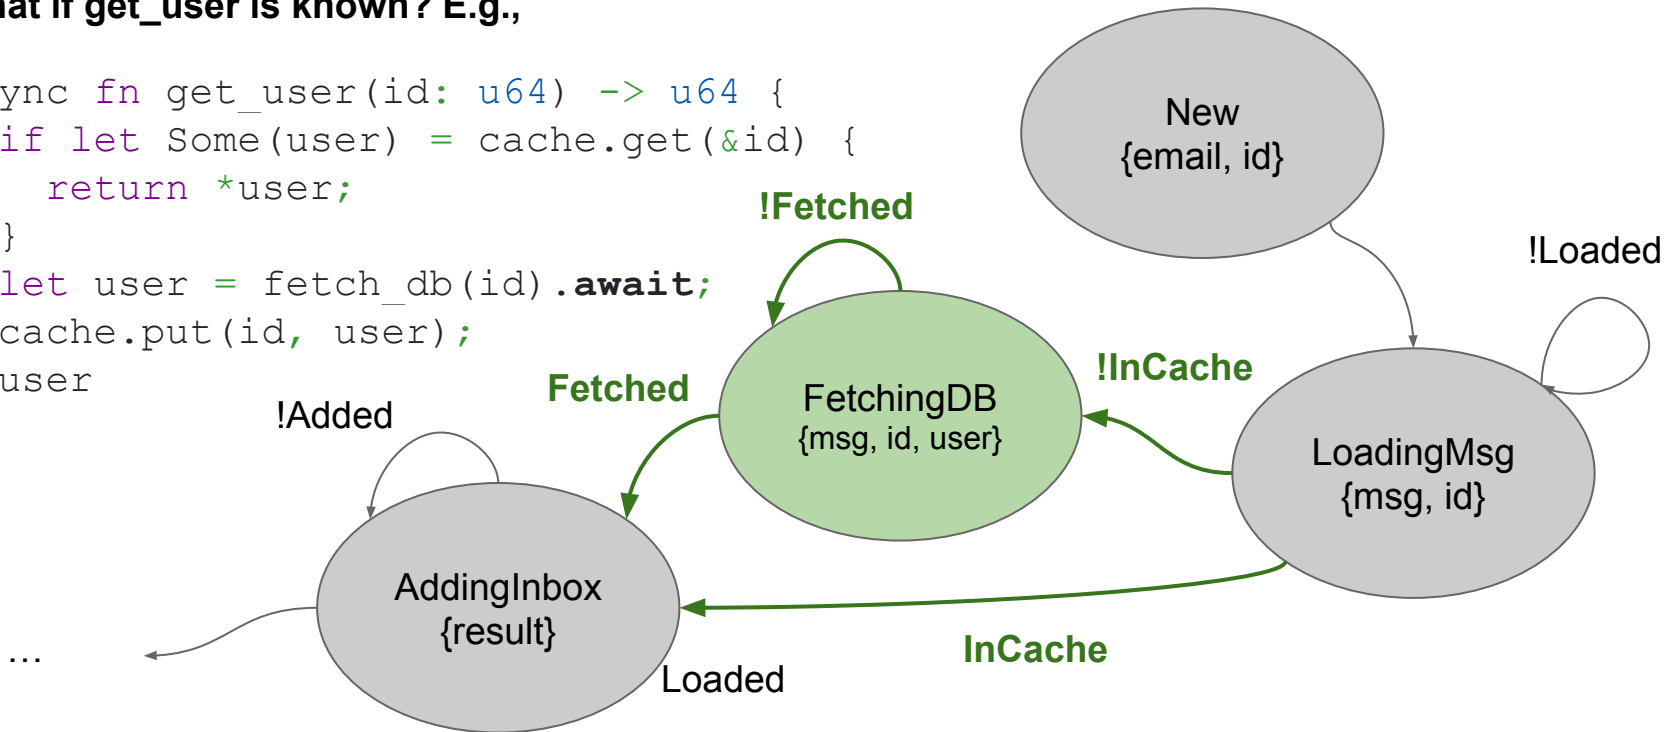 hat if get_user is known? E.g.,
ync fn get_user(id: u64) -> u64 {
if let Some(user) = cache.get(&id) {
return *user;
}
let user = fetch_db(id).await;
cache.put(id, user);
user
New
{email, id}
!Loaded
LoadingMsg
{msg, id}
!InCache
!Fetched
FetchingDB
{msg, id, user}
Fetched
!Added
AddingInbox
{result}
InCache
Loaded
…